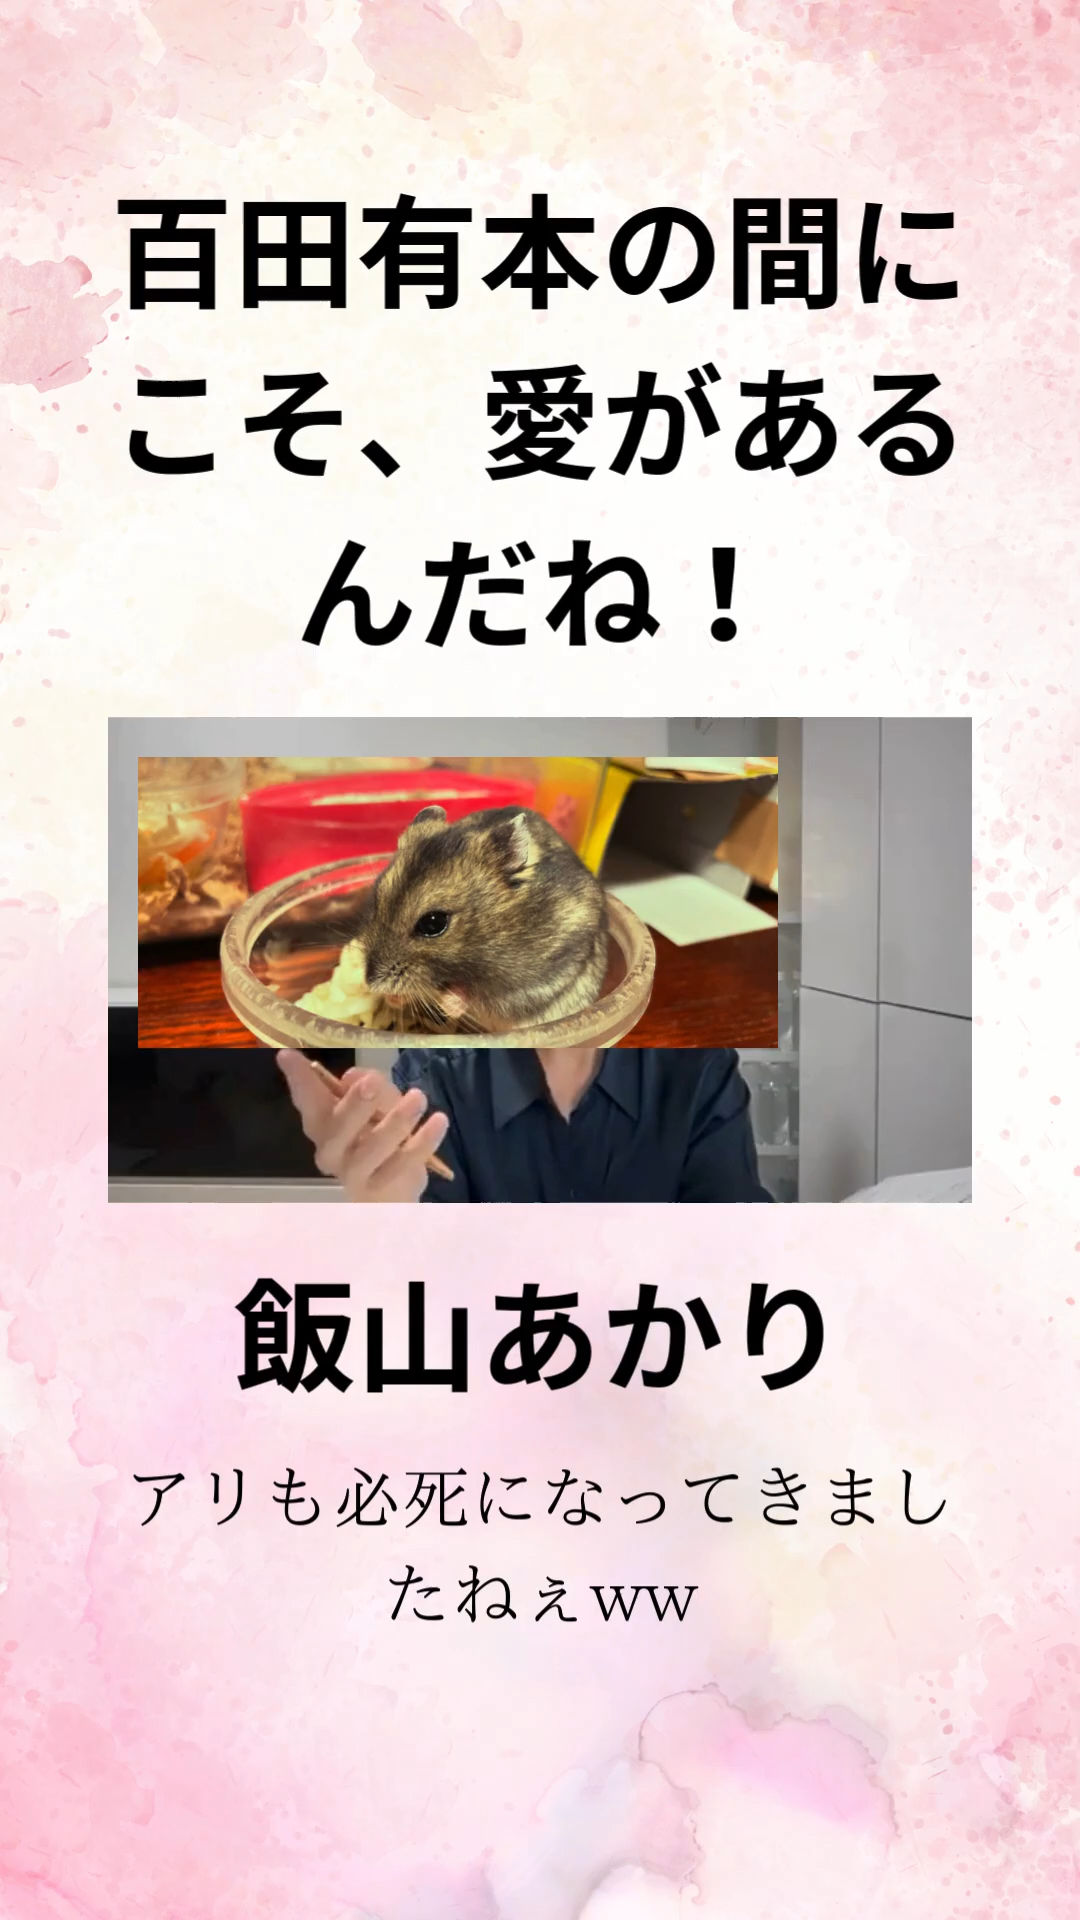 百田有本の間に
こそ、愛がある
んだね！
飯山あかり
アリも必死になってきまし
たねぇww